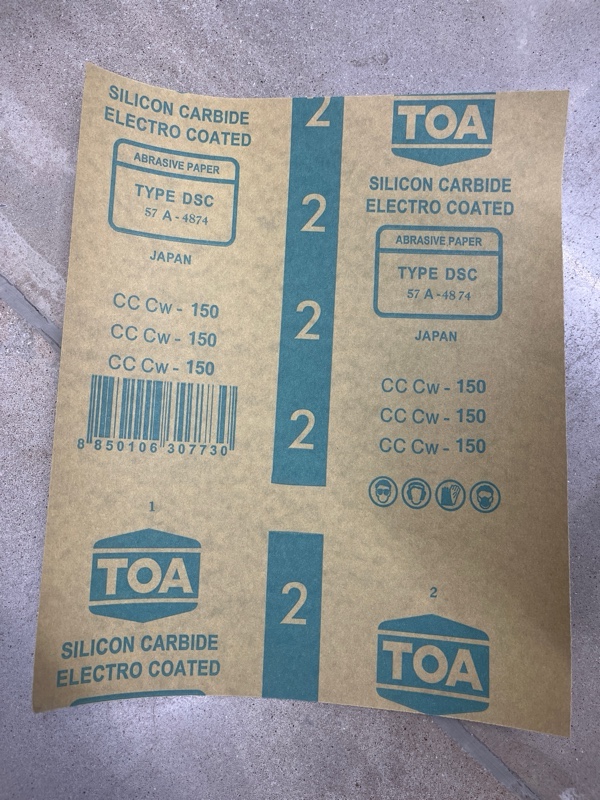 SILICON CARBIDE
ELECTRO COATED
ABRASIVE PAPER
TYPE DSC
57 A - 4874
JAPAN
CC Cw - 150
CC Cw - 150
CC Cw - 150
8 850106 307730
1
TOA
SILICON CARBIDE
ELECTRO COATED
2
2
2
2
2
TOA
SILICON CARBIDE
ELECTRO COATED
ABRASIVE PAPER
TYPE DSC
57 A - 4874
JAPAN
CC Cw - 150
CC Cw - 150
CC Cw - 150
2
TOA